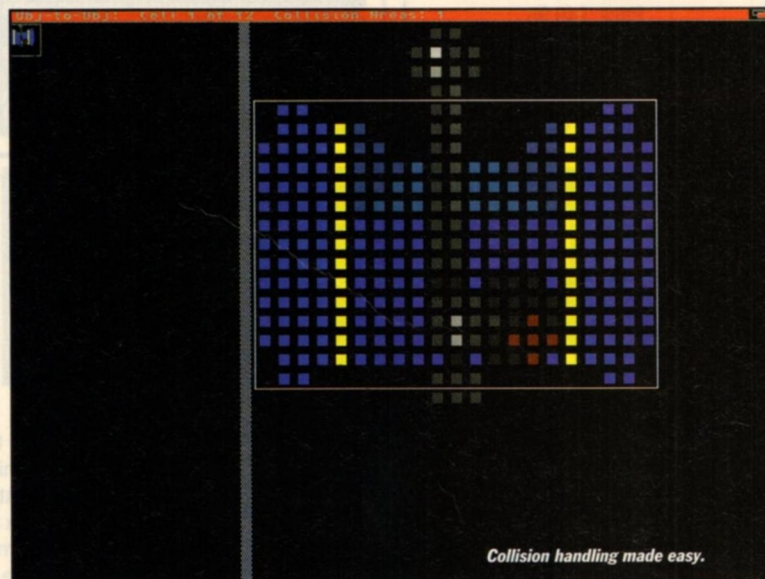 Obj-to-Obj: Cell 1 of 12 Collision Areas: 1
Collision handling made easy.